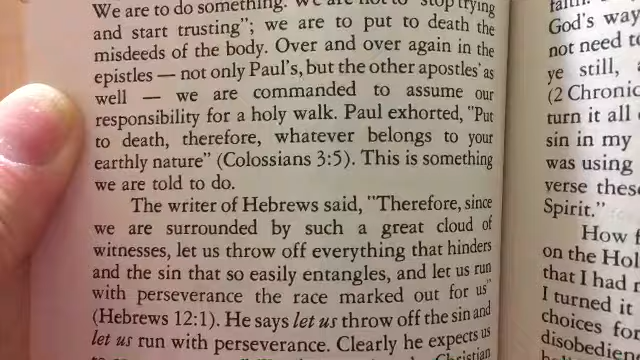 We are to do something. We are not to "stop trying
and start trusting"; we are to put to death the
misdeeds of the body. Over and over again in the
epistles — not only Paul's, but the other apostles' as
well — we are commanded to assume our
responsibility for a holy walk. Paul exhorted, "Put
to death, therefore, whatever belongs to your
earthly nature" (Colossians 3:5). This is something
we are told to do.
The writer of Hebrews said, "Therefore, since
we are surrounded by such a great cloud of
witnesses, let us throw off everything that hinders
and the sin that so easily entangles, and let us run
with perseverance the race marked out for us"
(Hebrews 12:1). He says let us throw off the sin and
let us run with perseverance. Clearly he expects us
Christian
faith.
God's way
not need to
ye still,
(2 Chronic
turn it all
sin in my
was using
verse these
Spirit."
How f
on the Hol
that I had
I turned it
choices for
disobedien